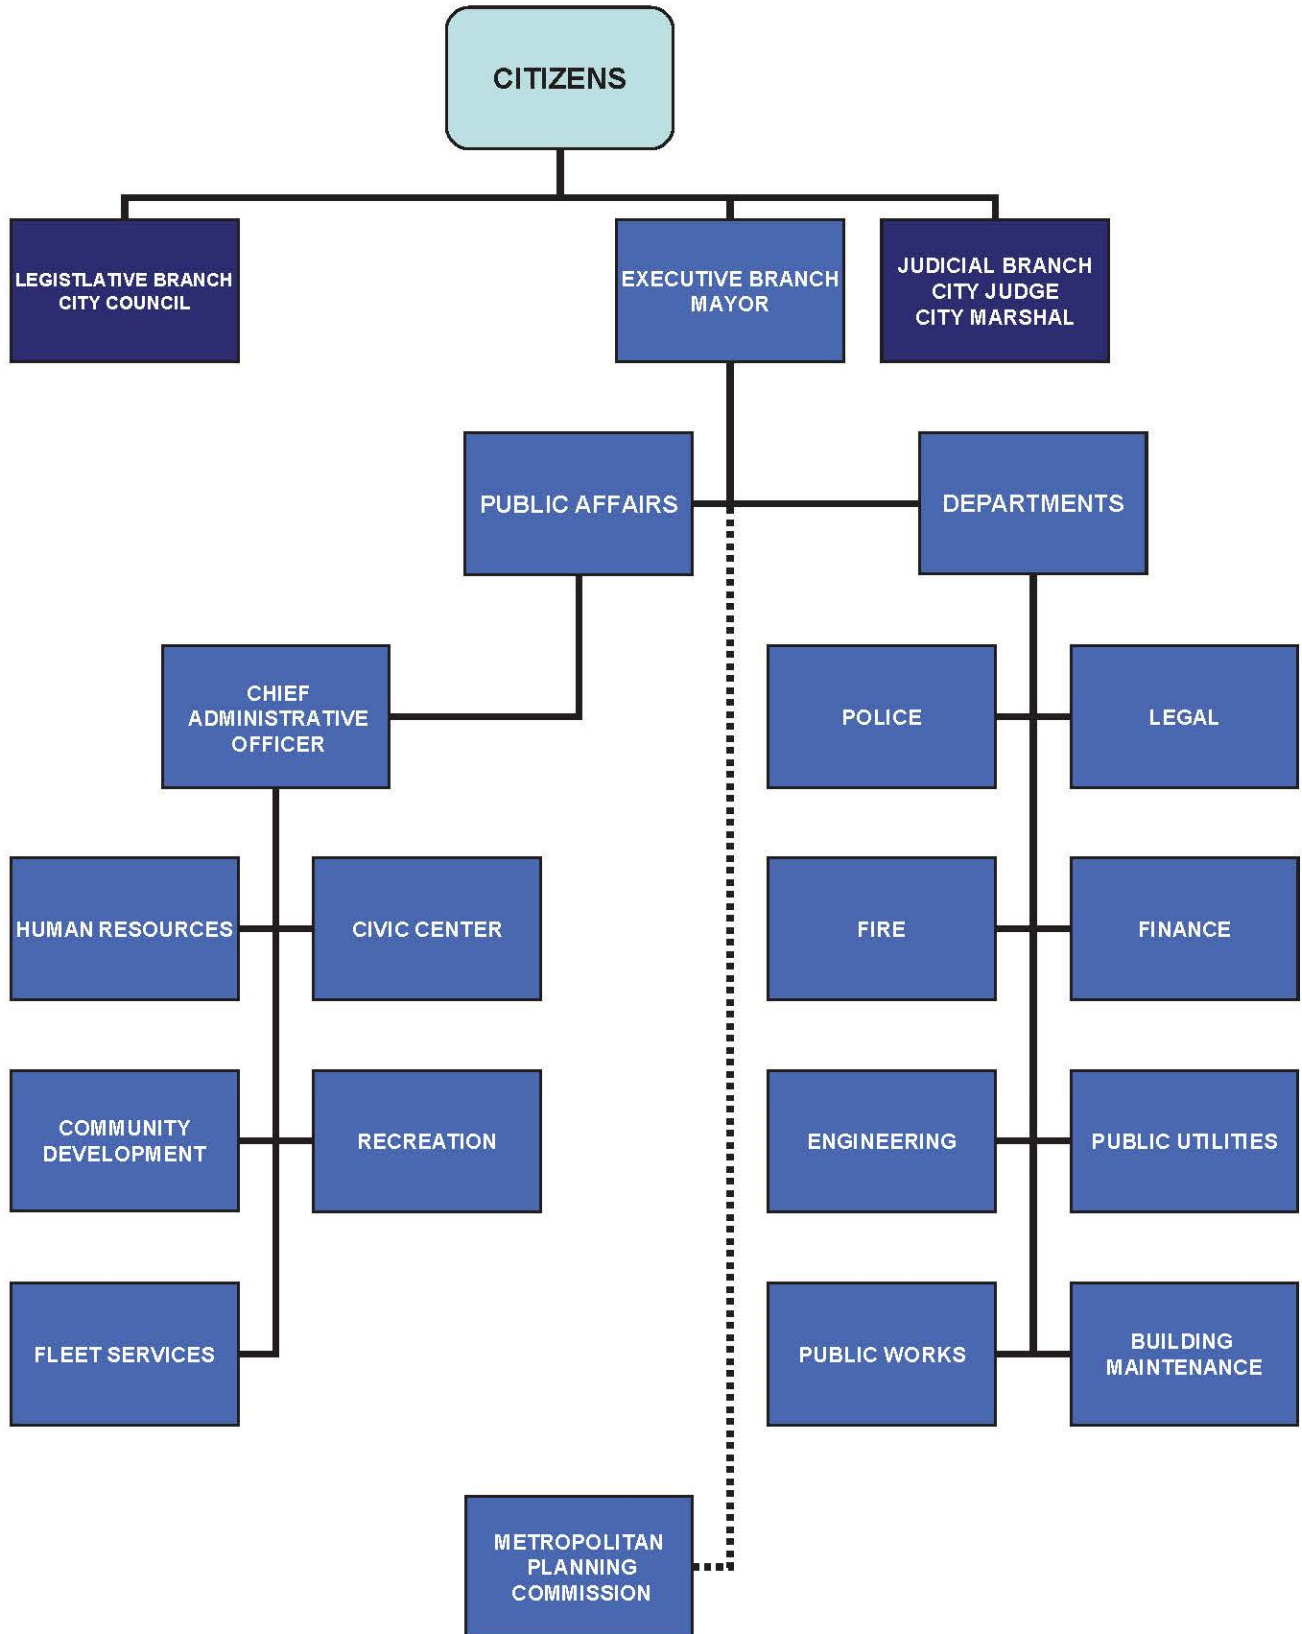 CITIZENS
LEGISTLATIVE BRANCH
CITY COUNCIL
EXECUTIVE BRANCH
MAYOR
JUDICIAL BRANCH
CITY JUDGE
CITY MARSHAL
PUBLIC AFFAIRS
DEPARTMENTS
CHIEF
ADMINISTRATIVE
OFFICER
POLICE
LEGAL
HUMAN RESOURCES
CIVIC CENTER
FIRE
FINANCE
COMMUNITY
DEVELOPMENT
RECREATION
ENGINEERING
PUBLIC UTILITIES
FLEET SERVICES
PUBLIC WORKS
BUILDING
MAINTENANCE
METROPOLITAN
PLANNING
COMMISSION